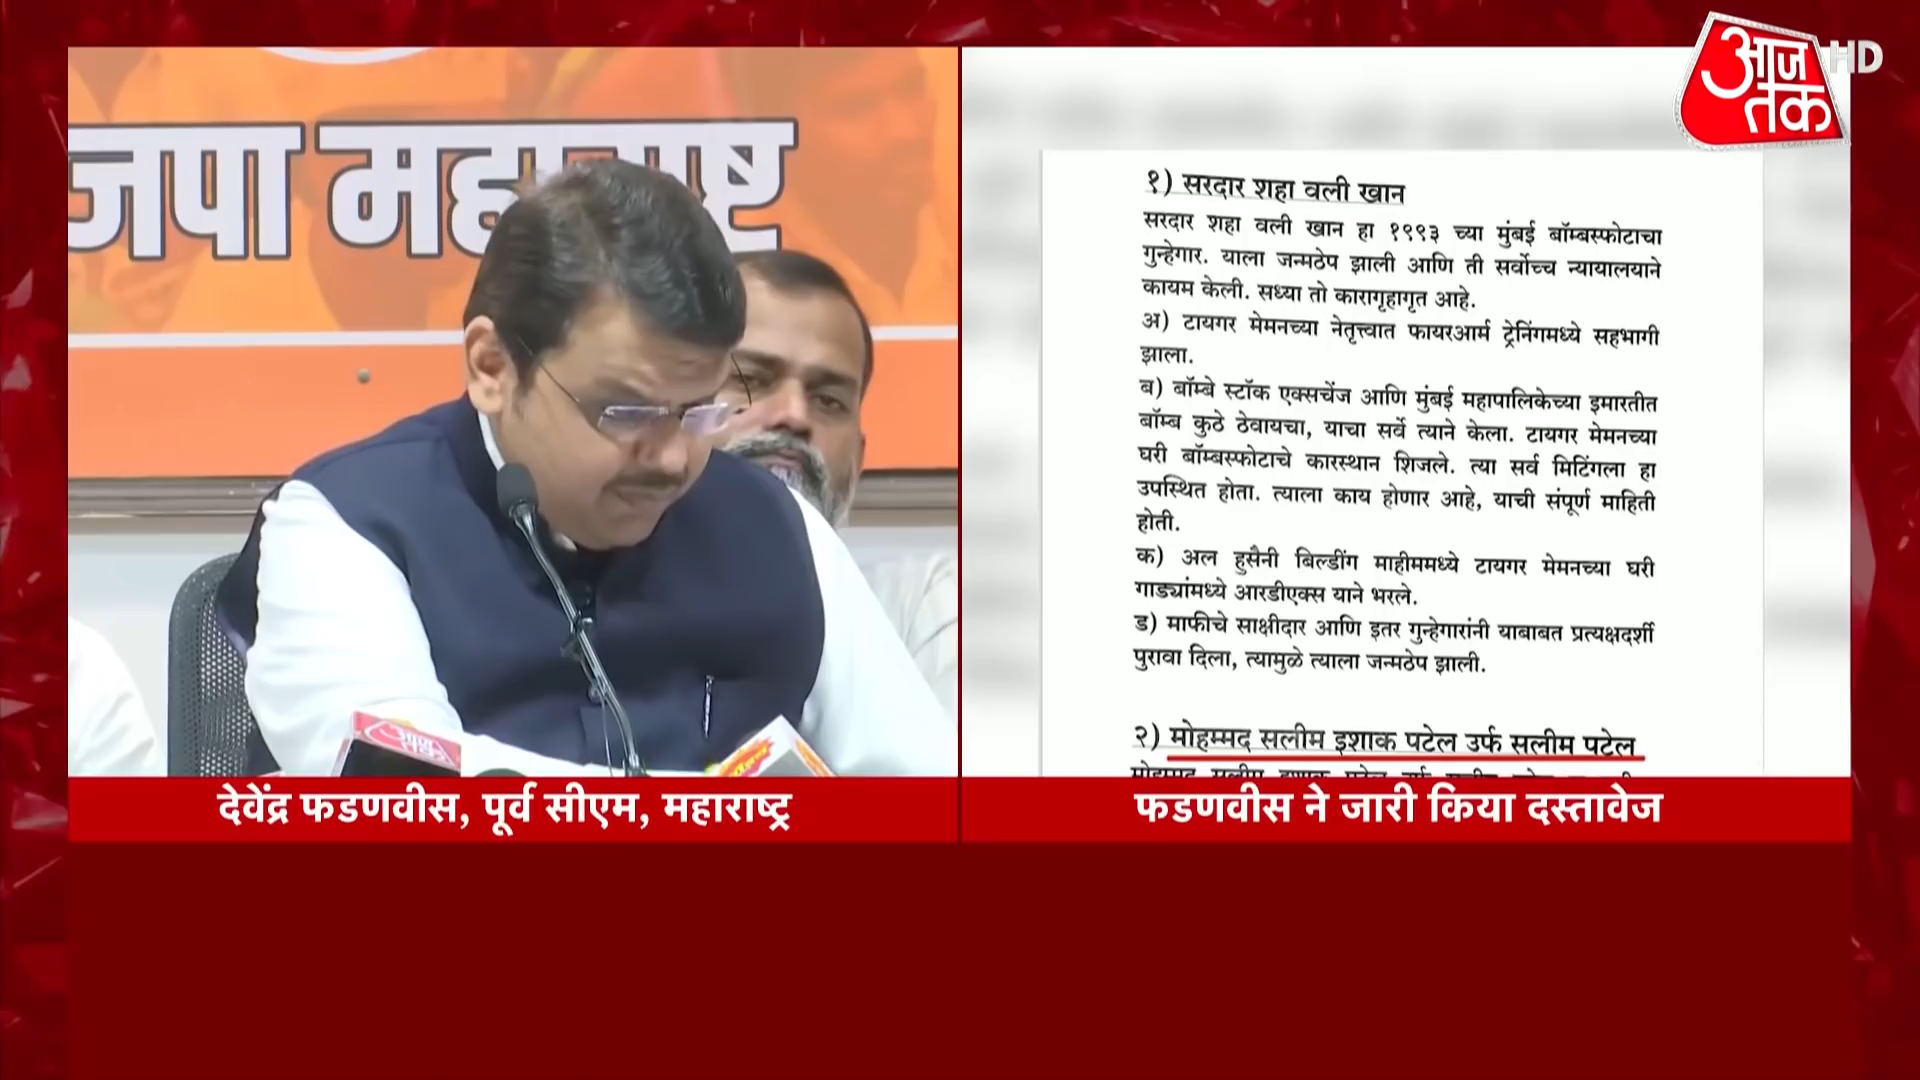 आज तक HD
जपा महाराष्ट्र
१) सरदार शहा वली खान
सरदार शहा वली खान हा १९९३ च्या मुंबई बॉम्बस्फोटाचा
गुन्हेगार. याला जन्मठेप झाली आणि ती सर्वोच्च न्यायालयाने
कायम केली. सध्या तो कारागृहागृत आहे.
अ) टायगर मेमनच्या नेतृत्त्वात फायरआर्म ट्रेनिंगमध्ये सहभागी
झाला.
ब) बॉम्बे स्टॉक एक्सचेंज आणि मुंबई महापालिकेच्या इमारतीत
बॉम्ब कुठे ठेवायचा, याचा सर्वे त्याने केला. टायगर मेमनच्या
घरी बॉम्बस्फोटाचे कारस्थान शिजले. त्या सर्व मिटिंगला हा
उपस्थित होता. त्याला काय होणार आहे, याची संपूर्ण माहिती
होती.
क) अल हुसैनी बिल्डींग माहीममध्ये टायगर मेमनच्या घरी
गाड्यांमध्ये आरडीएक्स याने भरले.
ड) माफीचे साक्षीदार आणि इतर गुन्हेगारांनी याबाबत प्रत्यक्षदर्शी
पुरावा दिला, त्यामुळे त्याला जन्मठेप झाली.
२) मोहम्मद सलीम इशाक पटेल उर्फ सलीम पटेल
आज तक
देवेंद्र फडणवीस, पूर्व सीएम, महाराष्ट्र
फडणवीस ने जारी किया दस्तावेज